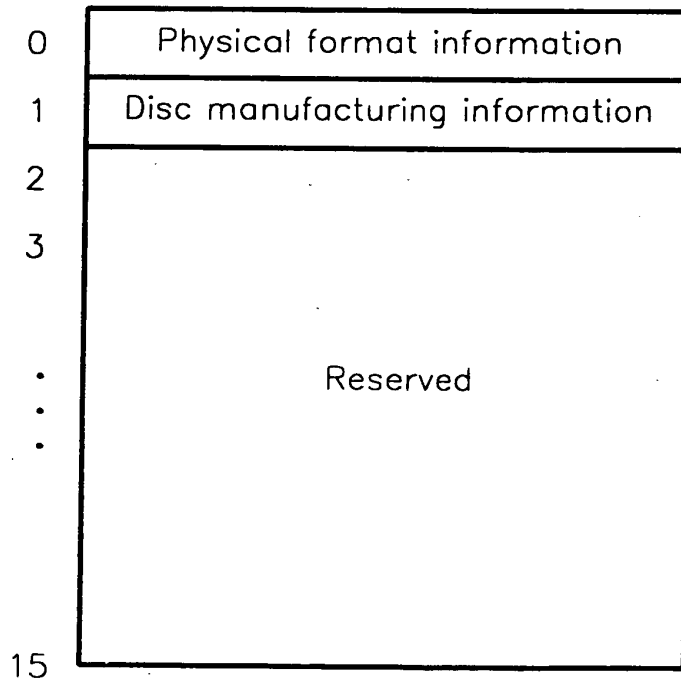 0 Physical format information
1 Disc manufacturing information
2
3
Reserved
15